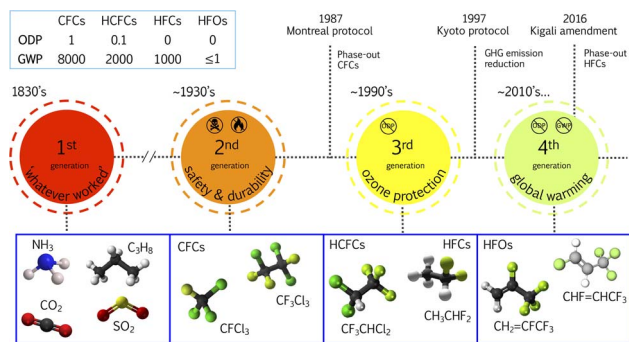 CFCs HCFCs HFCs HFOs
ODP 1 0.1 0 0
GWP 8000 2000 1000 ≤1
1987
Montreal protocol
Phase-out
CFCs
1997
Kyoto protocol
GHG emission
reduction
2016
Kigali amendment
Phase-out
HFCs
1830's
~1930's
~1990's
~2010's...
1st
generation
'whatever worked'
2nd
generation
safety & durability
ODP
3rd
generation
ozone protection
ODP GWP
4th
generation
global warming
NH3
C3H8
CO2
SO2
CFCs
CFCl3
CF3Cl3
HCFCs
HFCs
CF3CHCl2
CH3CHF2
HFOs
CHF=CHCF3
CH2=CFCF3